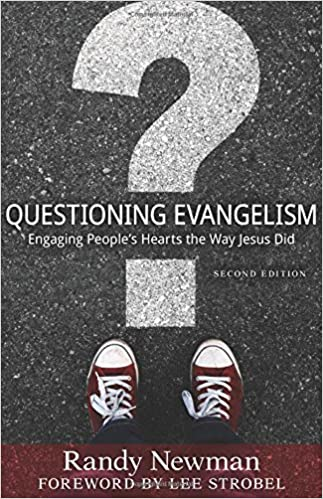 ?
QUESTIONING EVANGELISM
Engaging People's Hearts the Way Jesus Did
SECOND EDITION
Randy Newman
FOREWORD BY LEE STROBEL